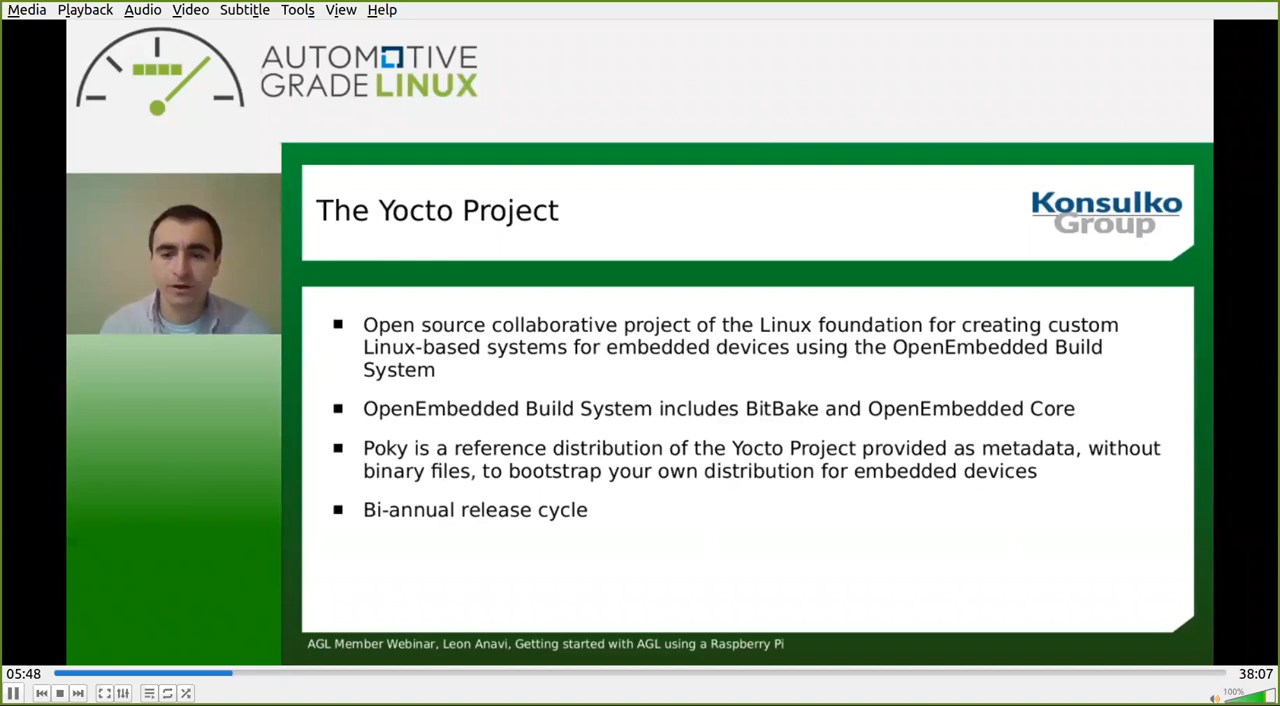 Media Playback Audio Video Subtitle Tools View Help
AUTOMOTIVE
GRADE LINUX
The Yocto Project
Konsulko
Group
Open source collaborative project of the Linux foundation for creating custom
Linux-based systems for embedded devices using the OpenEmbedded Build
System
OpenEmbedded Build System includes BitBake and OpenEmbedded Core
Poky is a reference distribution of the Yocto Project provided as metadata, without
binary files, to bootstrap your own distribution for embedded devices
Bi-annual release cycle
AGL Member Webinar, Leon Anavi, Getting started with AGL using a Raspberry Pi
05:48 38:07
100%